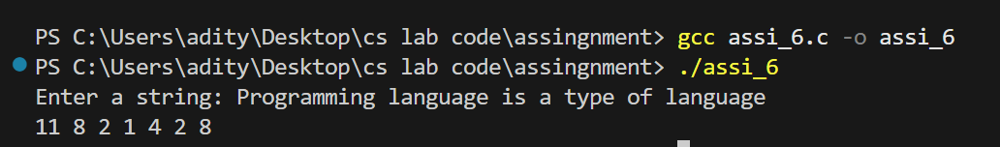 PS C:\Users\adity\Desktop\cs lab code\assingnment> gcc assi_6.c -o assi_6
PS C:\Users\adity\Desktop\cs lab code\assingnment> ./assi_6
Enter a string: Programming language is a type of language
11 8 2 1 4 2 8